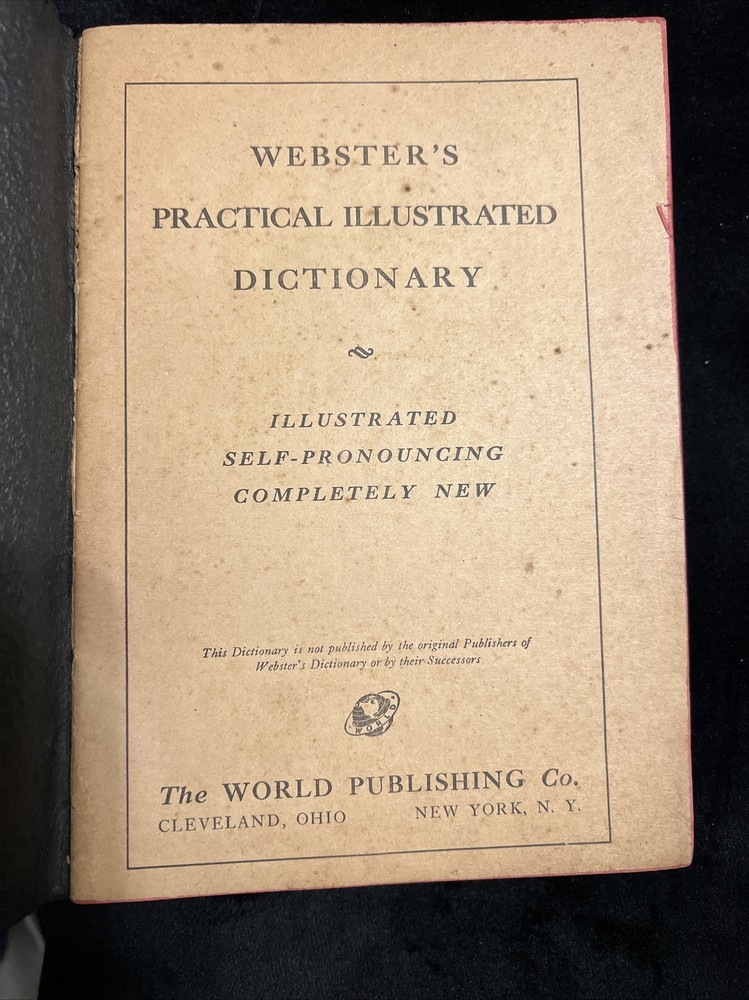 WEBSTER'S
PRACTICAL ILLUSTRATED
DICTIONARY
ILLUSTRATED
SELF-PRONOUNCING
COMPLETELY NEW
This Dictionary is not published by the original Publishers of
Webster's Dictionary or by their Successors
WORLD
The WORLD PUBLISHING Co.
CLEVELAND, OHIO NEW YORK, N. Y.